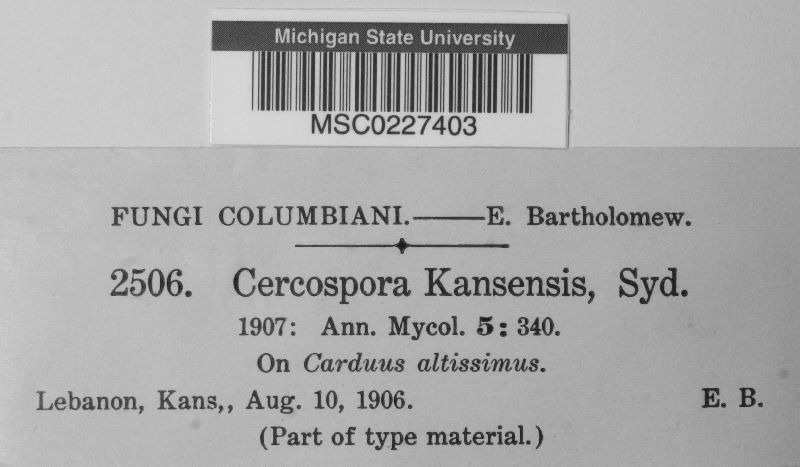 Michigan State University
MSC0227403
FUNGI COLUMBIANI.——E. Bartholomew.
2506. Cercospora Kansensis, Syd.
1907: Ann. Mycol. 5: 340.
On Carduus altissimus.
Lebanon, Kans,, Aug. 10, 1906. E. B.
(Part of type material.)